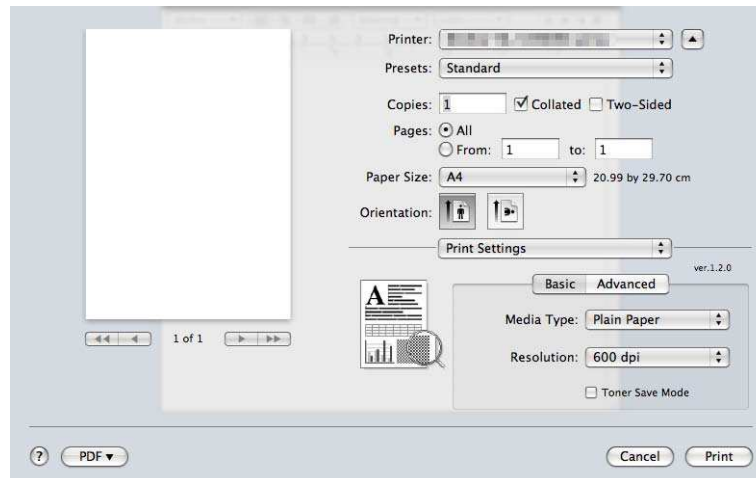 Printer:
Presets: Standard
Copies: 1 Collated Two-Sided
Pages: All
From: 1 to: 1
Paper Size: A4 20.99 by 29.70 cm
Orientation:
Print Settings
ver.1.2.0
Basic Advanced
A
Media Type: Plain Paper
1 of 1
Resolution: 600 dpi
Toner Save Mode
? PDF Cancel Print